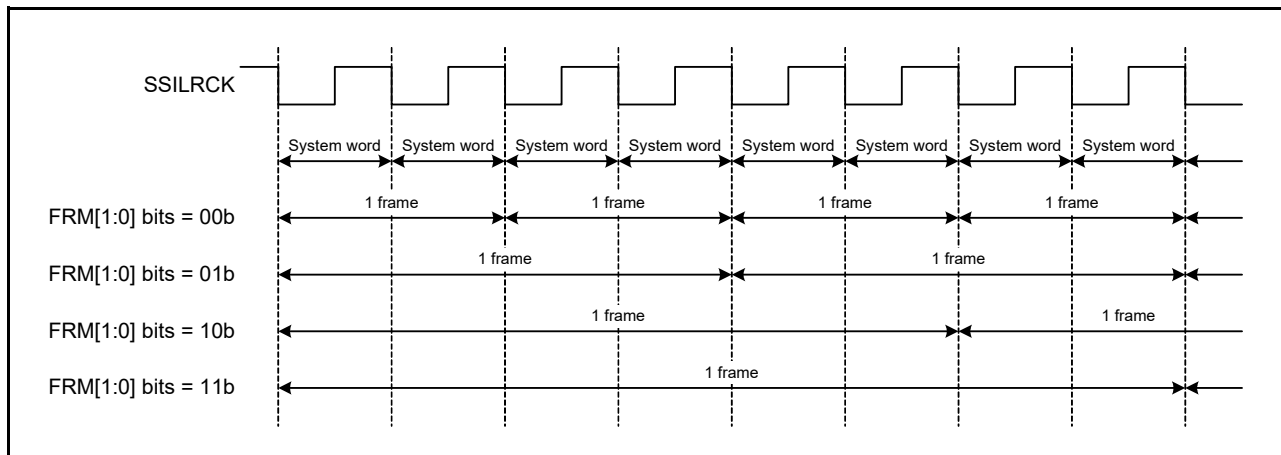 SSILRCK
System word System word System word System word System word System word System word System word
FRM[1:0] bits = 00b 1 frame 1 frame 1 frame 1 frame
FRM[1:0] bits = 01b 1 frame 1 frame
FRM[1:0] bits = 10b 1 frame 1 frame
FRM[1:0] bits = 11b 1 frame